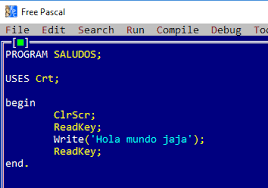 Free Pascal
File Edit Search Run Compile Debug
PROGRAM SALUDOS;
USES Crt;
begin
ClrScr;
ReadKey;
Write('Hola mundo jaja');
ReadKey;
end.